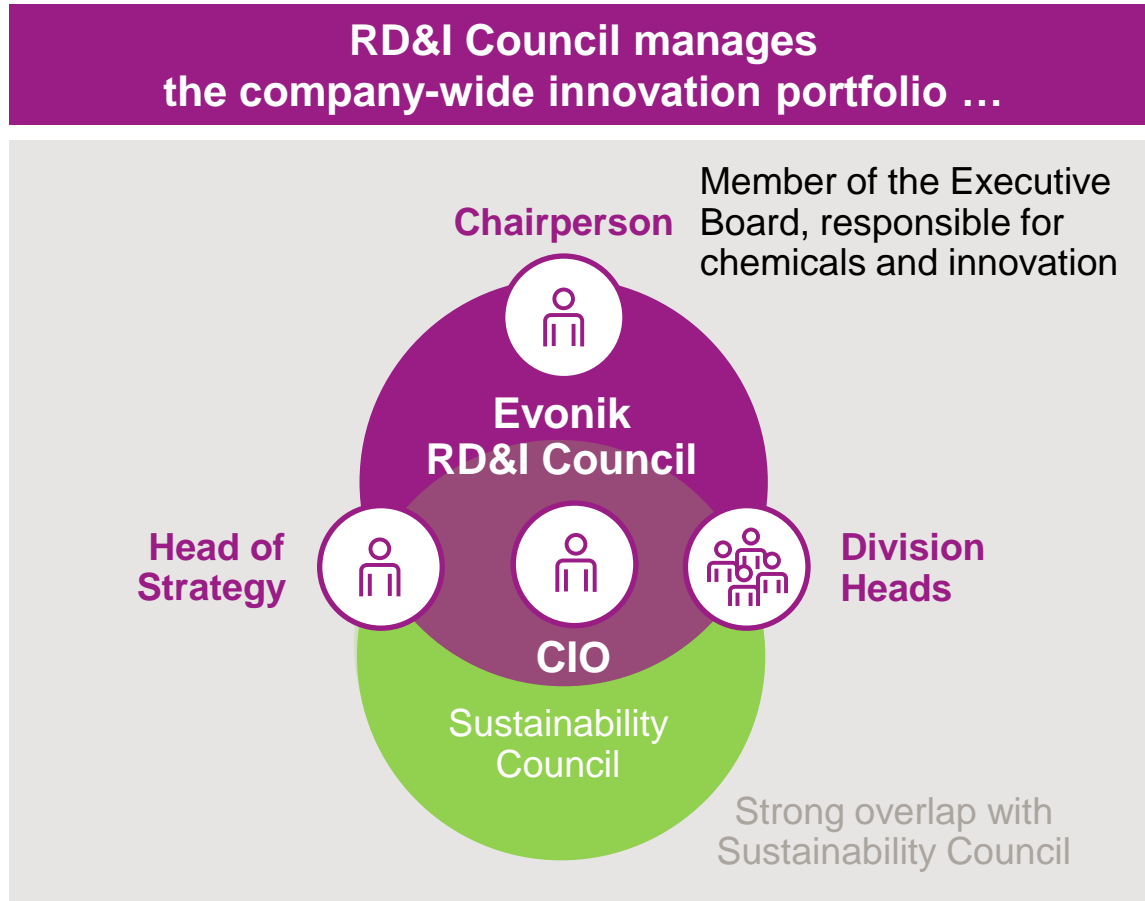 RD&I Council manages
the company-wide innovation portfolio …
Member of the Executive
Board, responsible for
chemicals and innovation
Chairperson
Evonik
RD&I Council
Head of
Strategy
Division
Heads
CIO
Sustainability
Council
Strong overlap with
Sustainability Council